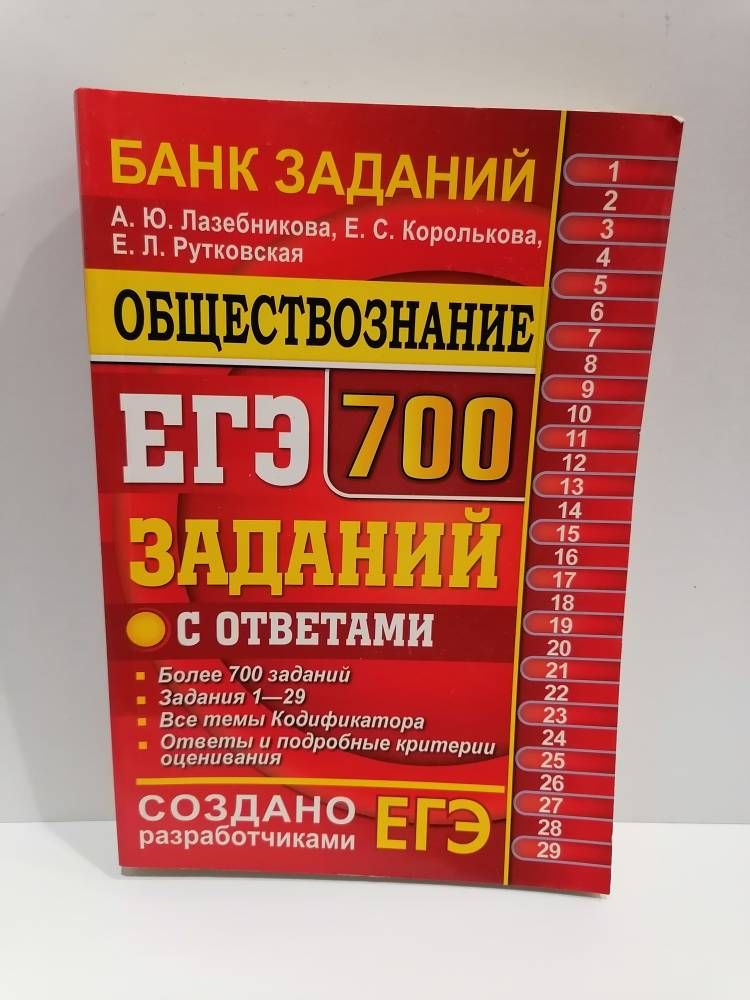 БАНК ЗАДАНИЙ
А. Ю. Лазебникова, Е. С. Королькова,
Е. Л. Рутковская
ОБЩЕСТВОЗНАНИЕ
ЕГЭ 700
ЗАДАНИЙ
С ОТВЕТАМИ
Более 700 заданий
Задания 1—29
Все темы Кодификатора
Ответы и подробные критерии
оценивания
СОЗДАНО
разработчиками ЕГЭ
1
2
3
4
5
6
7
8
9
10
11
12
13
14
15
16
17
18
19
20
21
22
23
24
25
26
27
28
29